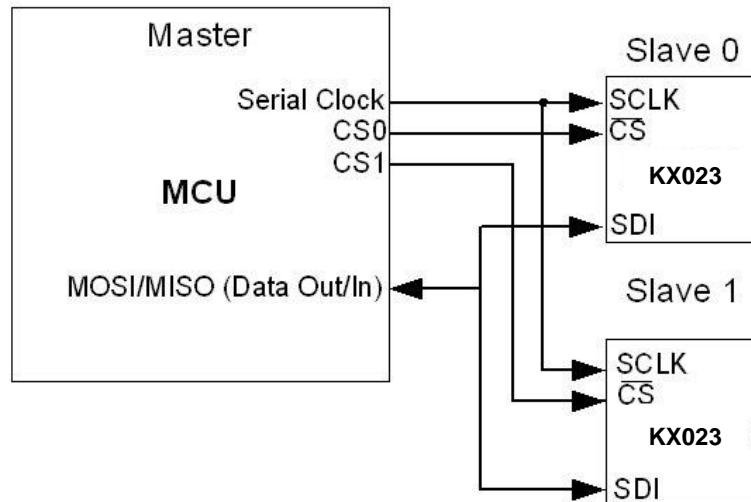 Master
Serial Clock
CS0
CS1
MCU
MOSI/MISO (Data Out/In)
Slave 0
SCLK
CS
KX023
SDI
Slave 1
SCLK
CS
KX023
SDI